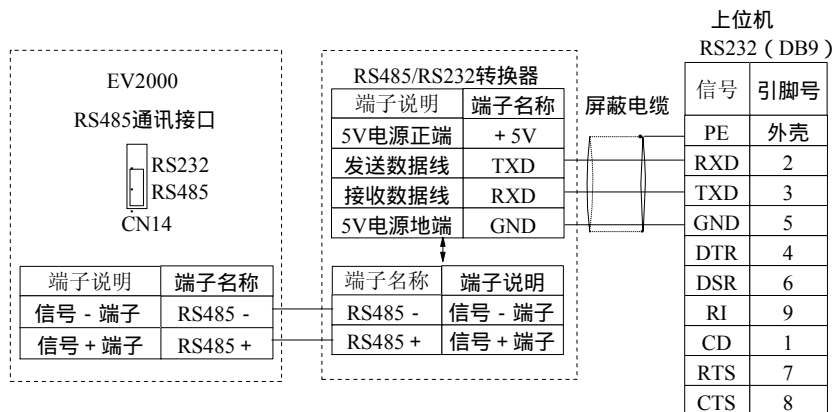 上位机
RS232（DB9）
EV2000
RS485通讯接口
RS232
RS485
CN14
端子说明 端子名称
信号 - 端子 RS485 -
信号 + 端子 RS485 +
RS485/RS232转换器
端子说明 端子名称
5V电源正端 + 5V
发送数据线 TXD
接收数据线 RXD
5V电源地端 GND
端子名称 端子说明
RS485 - 信号 - 端子
RS485 + 信号 + 端子
屏蔽电缆
信号 引脚号
PE 外壳
RXD 2
TXD 3
GND 5
DTR 4
DSR 6
RI 9
CD 1
RTS 7
CTS 8